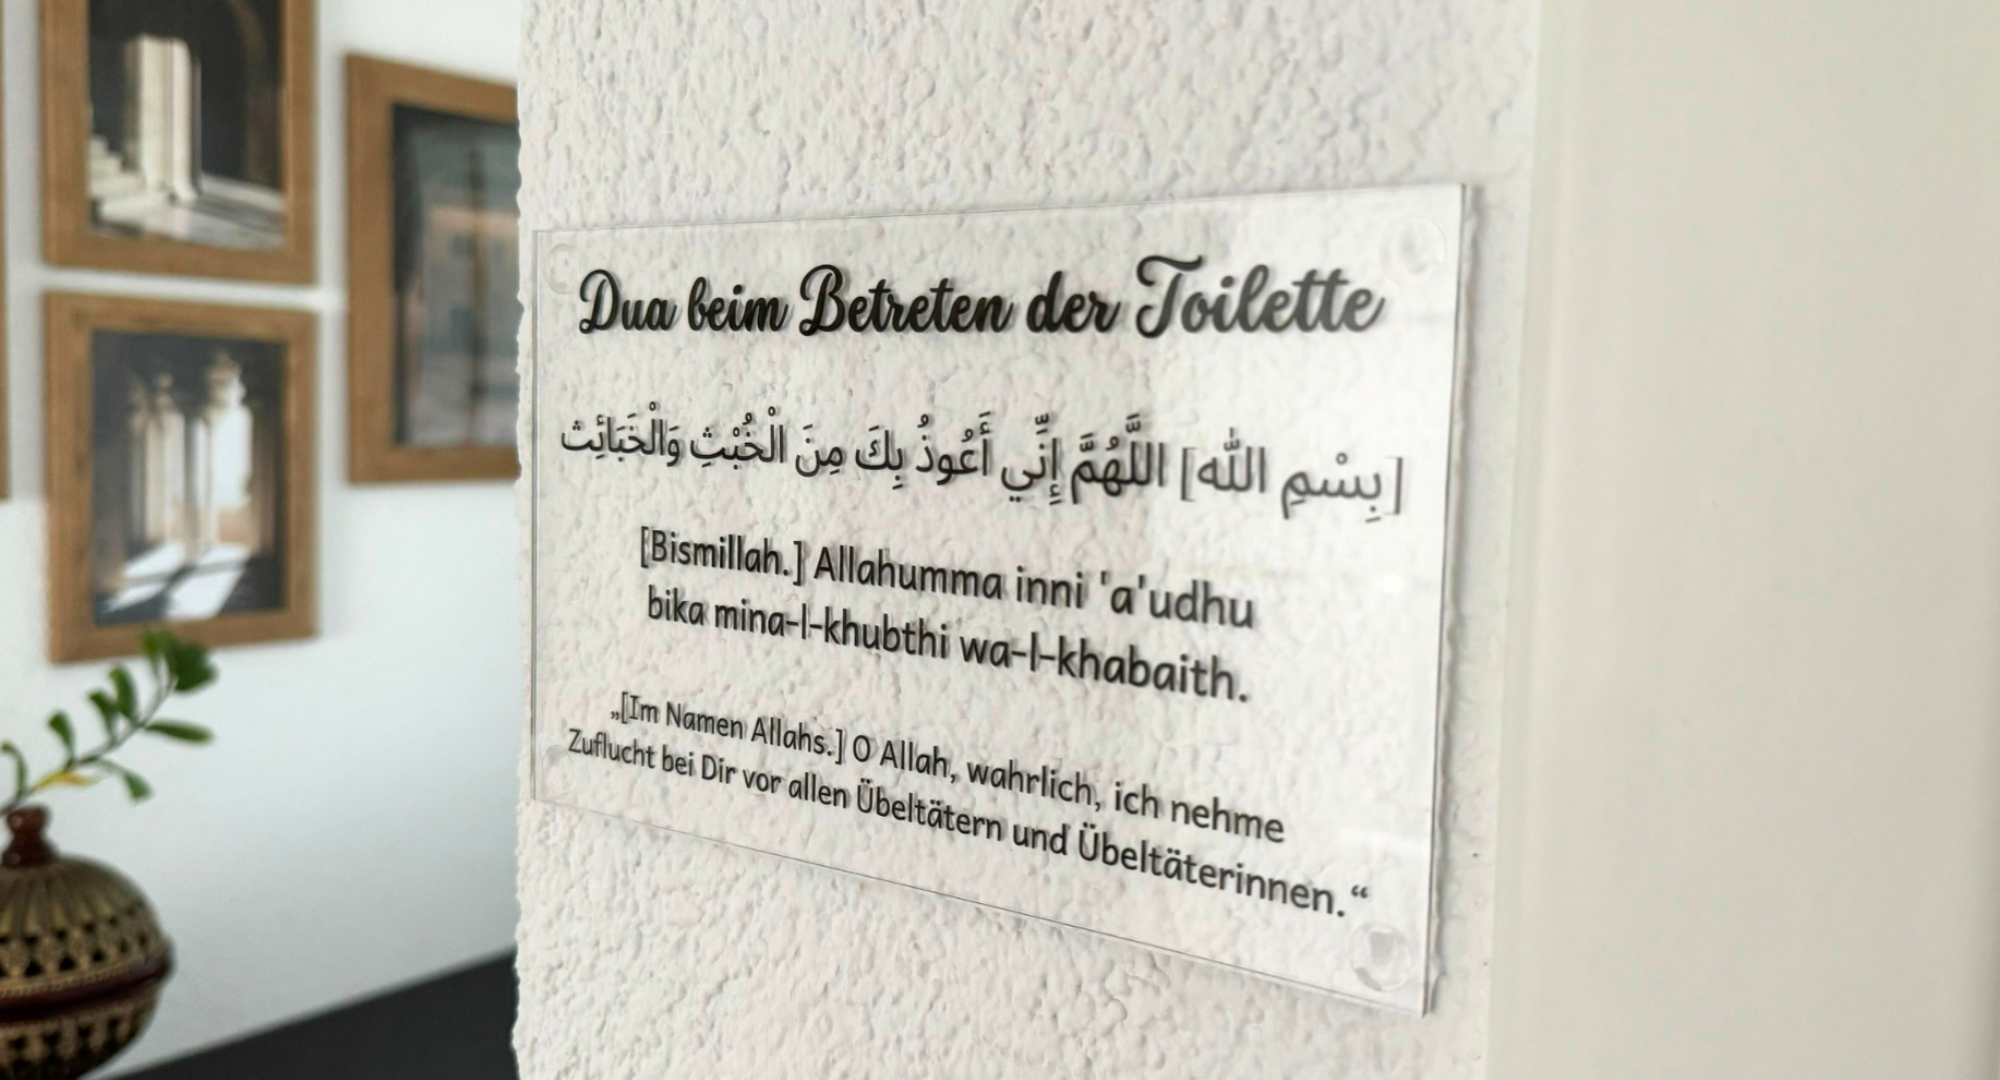 Dua beim Betreten der Toilette
[بِسْمِ الله] اللَّهُمَّ إِنِّي أَعُوذُ بِكَ مِنَ الْخُبْثِ وَالْخَبَائِث
[Bismillah.] Allahumma inni 'a'udhu
bika mina-l-khubthi wa-l-khabaith.
„[Im Namen Allahs.] O Allah, wahrlich, ich nehme
Zuflucht bei Dir vor allen Übeltätern und Übeltäterinnen.“